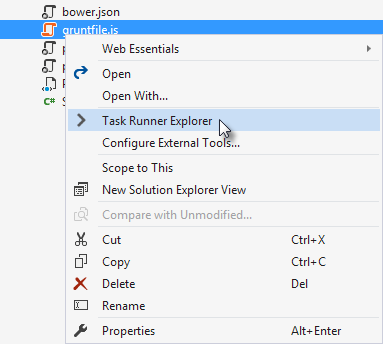 bower.json
gruntfile.js
Web Essentials
Open
Open With...
Task Runner Explorer
Configure External Tools...
Scope to This
New Solution Explorer View
Compare with Unmodified...
Cut Ctrl+X
Copy Ctrl+C
Delete Del
Rename
Properties Alt+Enter